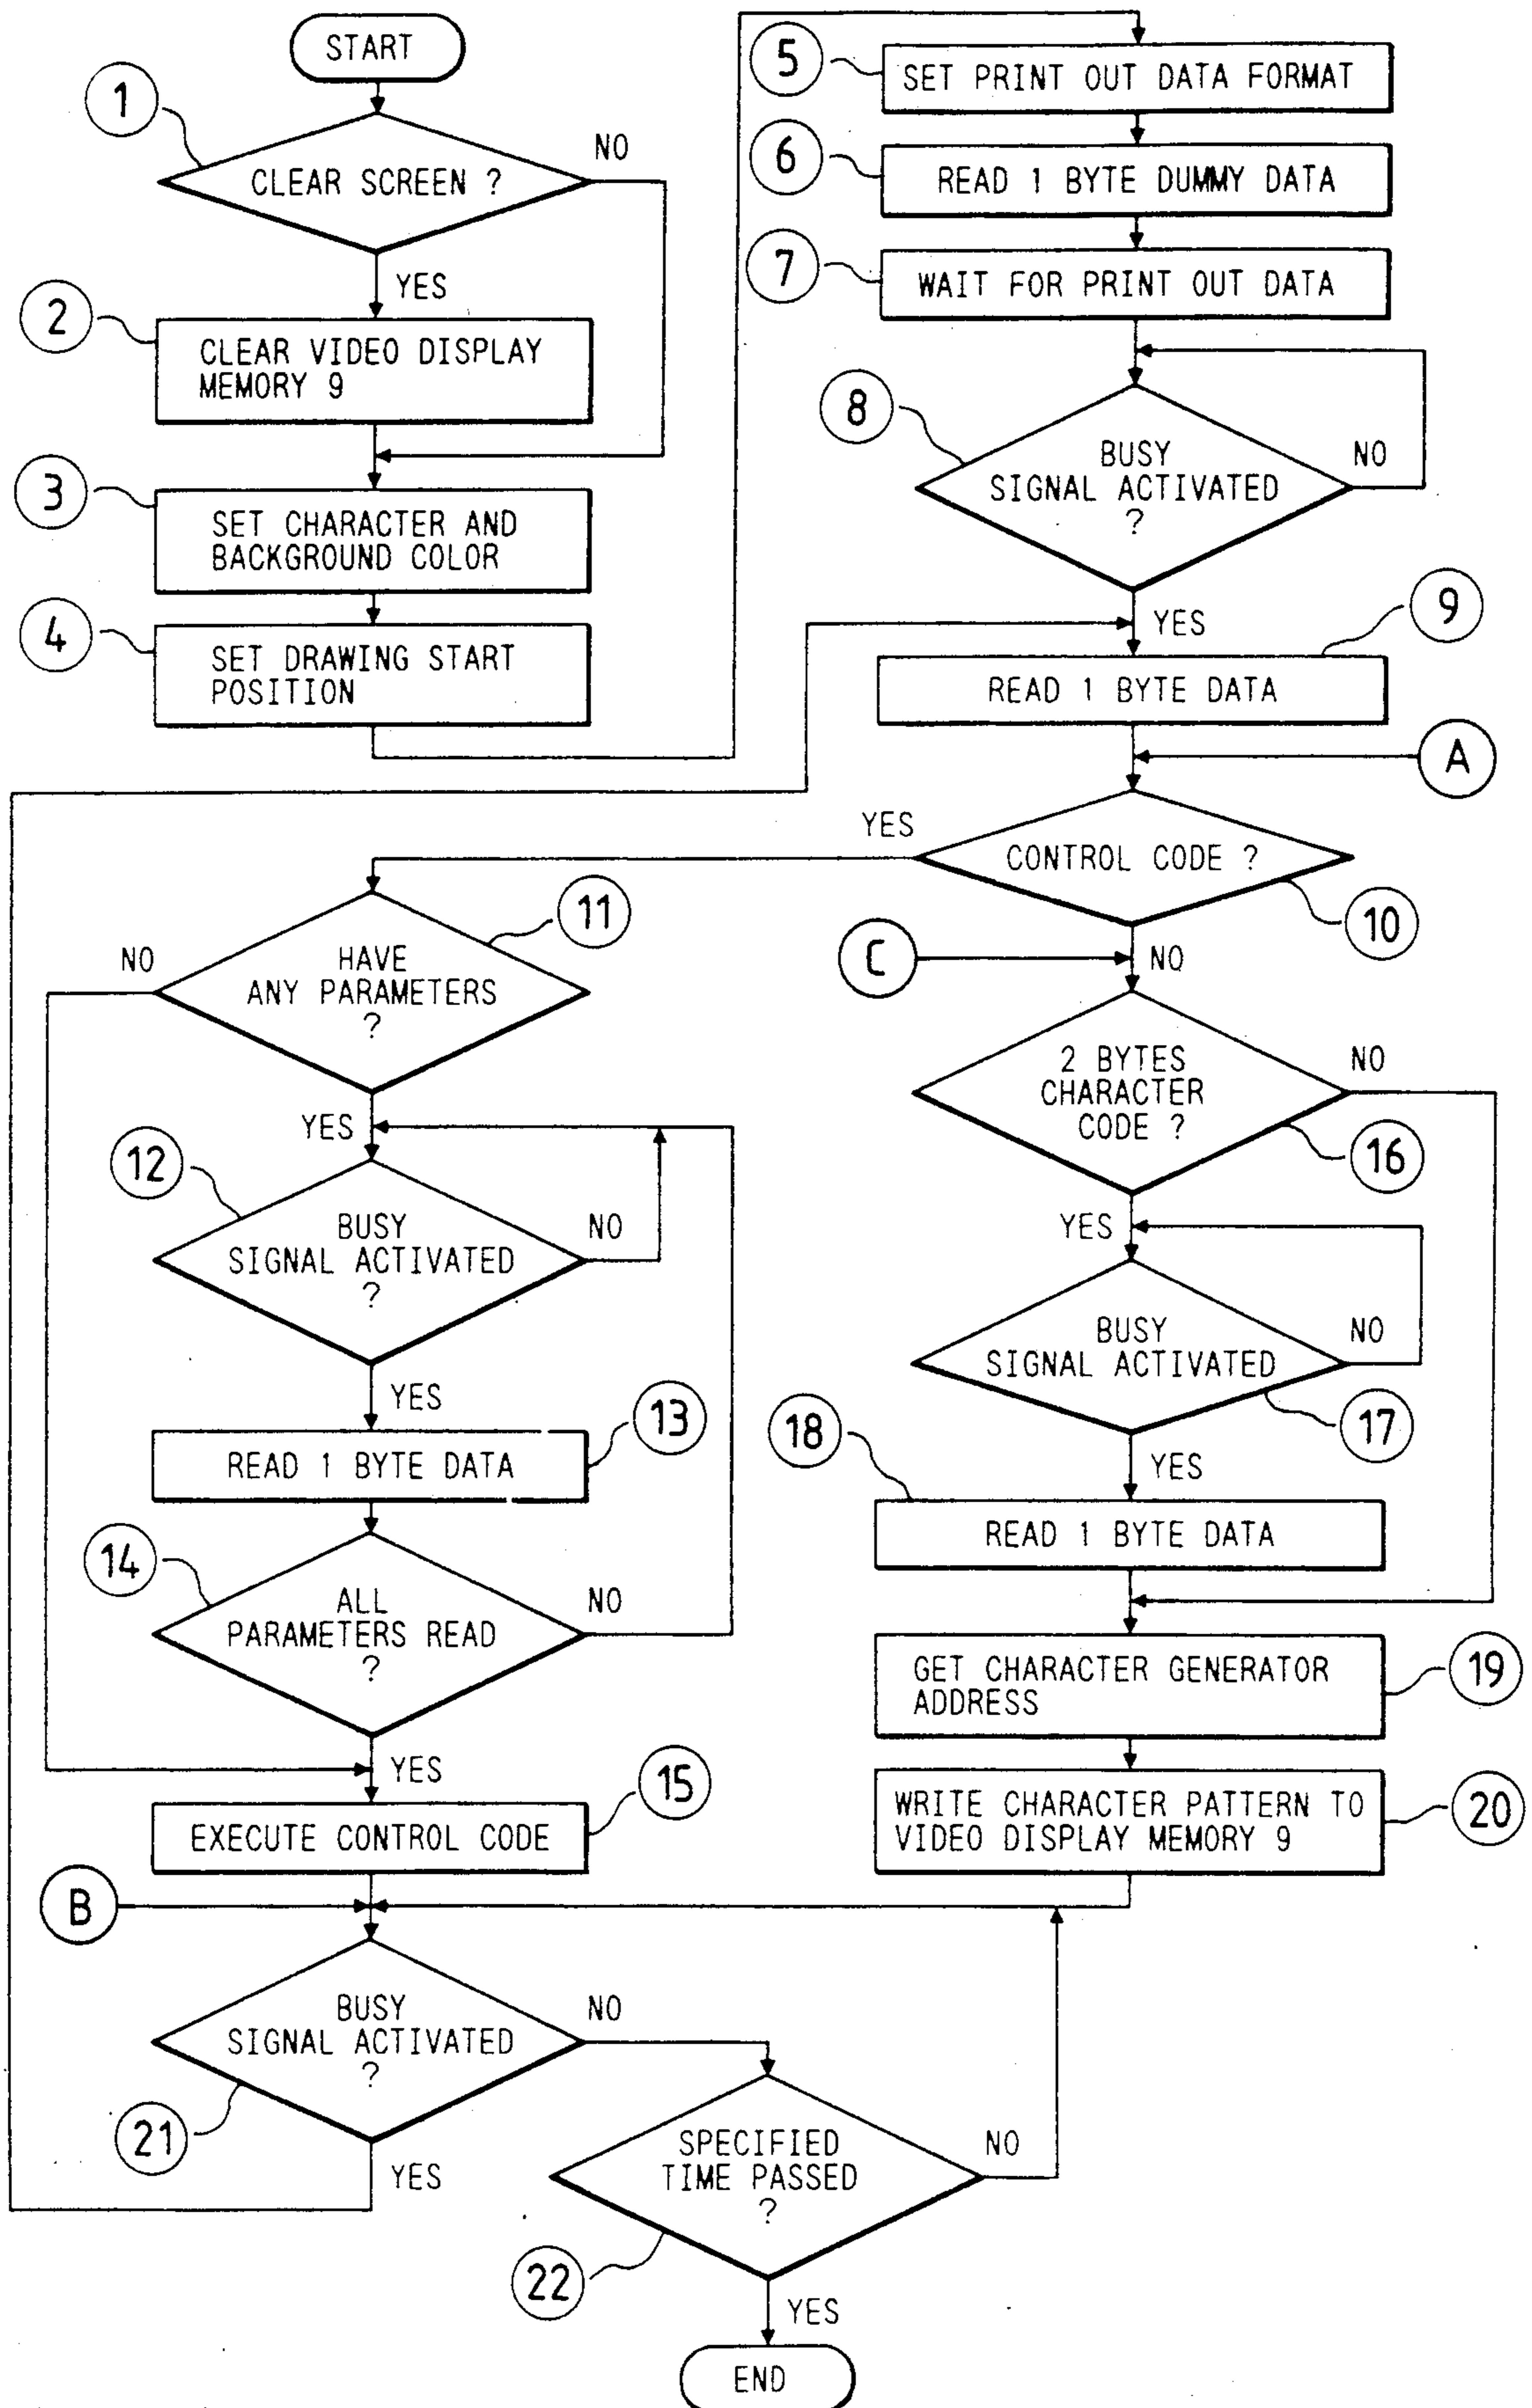 START
1
CLEAR SCREEN ?
NO
YES
2
CLEAR VIDEO DISPLAY
MEMORY 9
3
SET CHARACTER AND
BACKGROUND COLOR
4
SET DRAWING START
POSITION
5
SET PRINT OUT DATA FORMAT
6
READ 1 BYTE DUMMY DATA
7
WAIT FOR PRINT OUT DATA
8
BUSY
SIGNAL ACTIVATED
?
NO
YES
9
READ 1 BYTE DATA
A
CONTROL CODE ?
YES
10
NO
C
11
HAVE
ANY PARAMETERS
?
NO
YES
12
BUSY
SIGNAL ACTIVATED
?
NO
YES
13
READ 1 BYTE DATA
14
ALL
PARAMETERS READ
?
NO
YES
15
EXECUTE CONTROL CODE
2 BYTES
CHARACTER
CODE ?
NO
16
YES
BUSY
SIGNAL ACTIVATED
NO
17
YES
18
READ 1 BYTE DATA
GET CHARACTER GENERATOR
ADDRESS
19
WRITE CHARACTER PATTERN TO
VIDEO DISPLAY MEMORY 9
20
B
BUSY
SIGNAL ACTIVATED
?
NO
21
YES
SPECIFIED
TIME PASSED
?
NO
22
YES
END